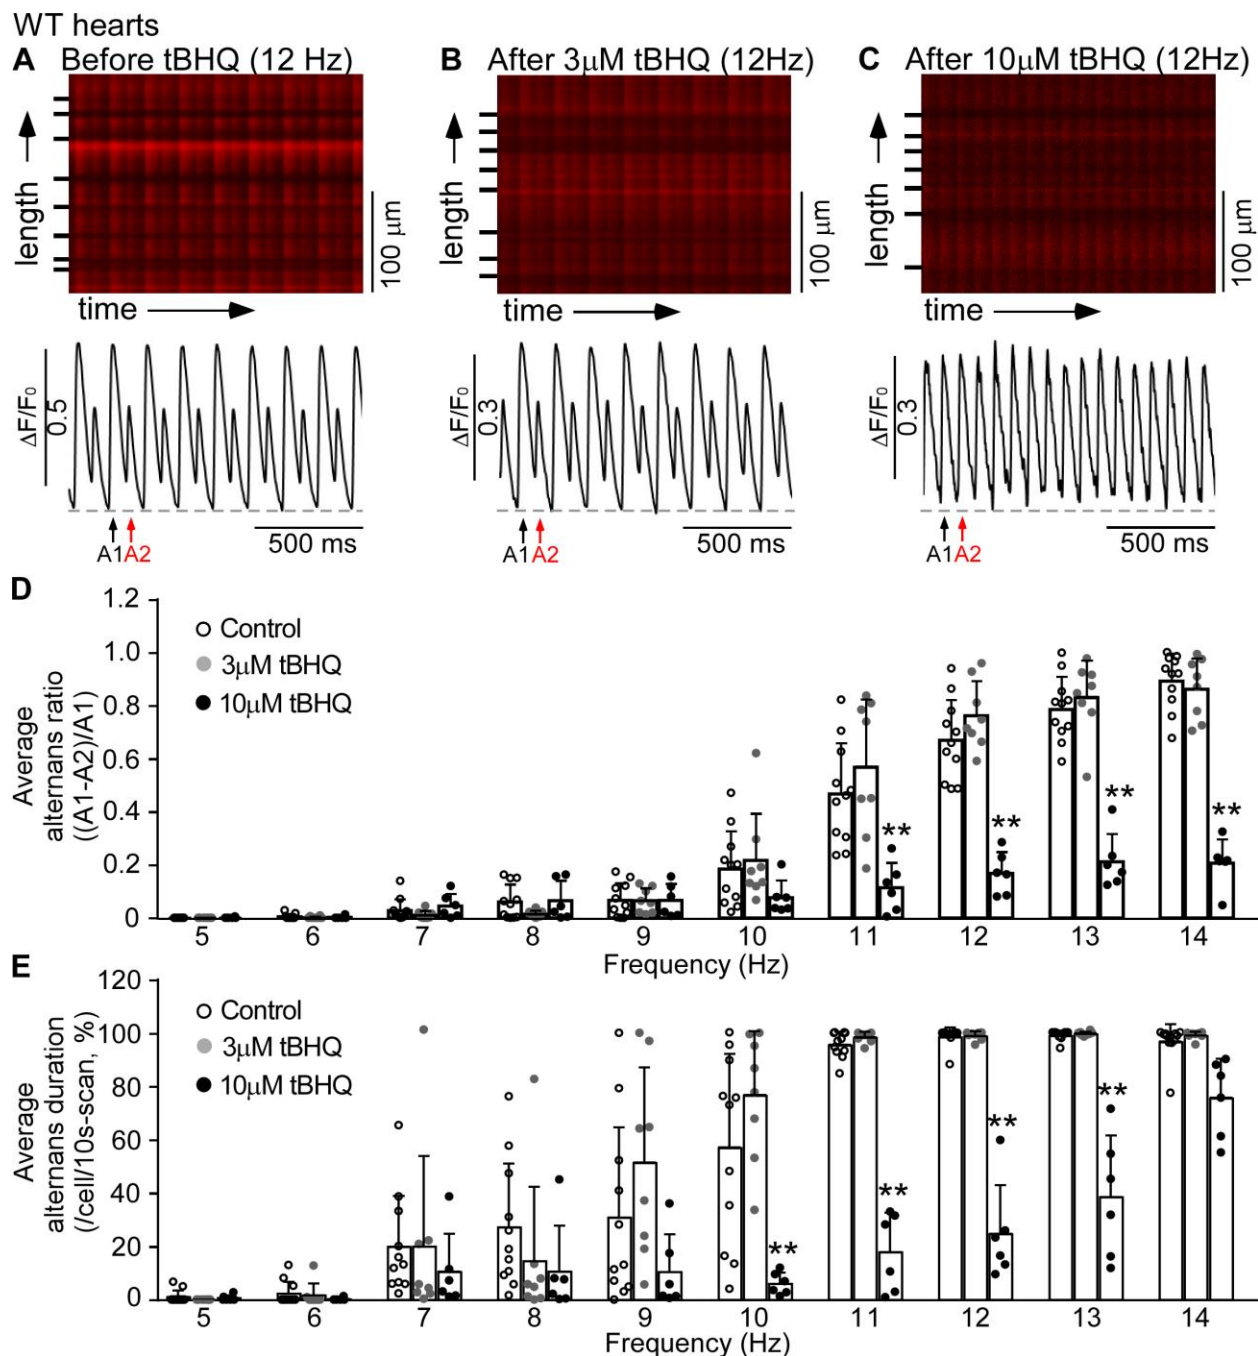 WT hearts
A Before tBHQ (12 Hz)
B After 3μM tBHQ (12Hz)
C After 10μM tBHQ (12Hz)
length
100 μm
length
100 μm
length
100 μm
time
time
time
ΔF/F0
0.5
ΔF/F0
0.3
ΔF/F0
0.3
A1 A2
500 ms
A1 A2
500 ms
A1 A2
500 ms
D
Average
alternans ratio
((A1-A2)/A1)
1.2
1.0
0.8
0.6
0.4
0.2
0
Control
3μM tBHQ
10μM tBHQ
** ** ** **
5 6 7 8 9 10 11 12 13 14
Frequency (Hz)
E
Average
alternans duration
(/cell/10s-scan, %)
120
100
80
60
40
20
0
Control
3μM tBHQ
10μM tBHQ
** ** ** **
5 6 7 8 9 10 11 12 13 14
Frequency (Hz)